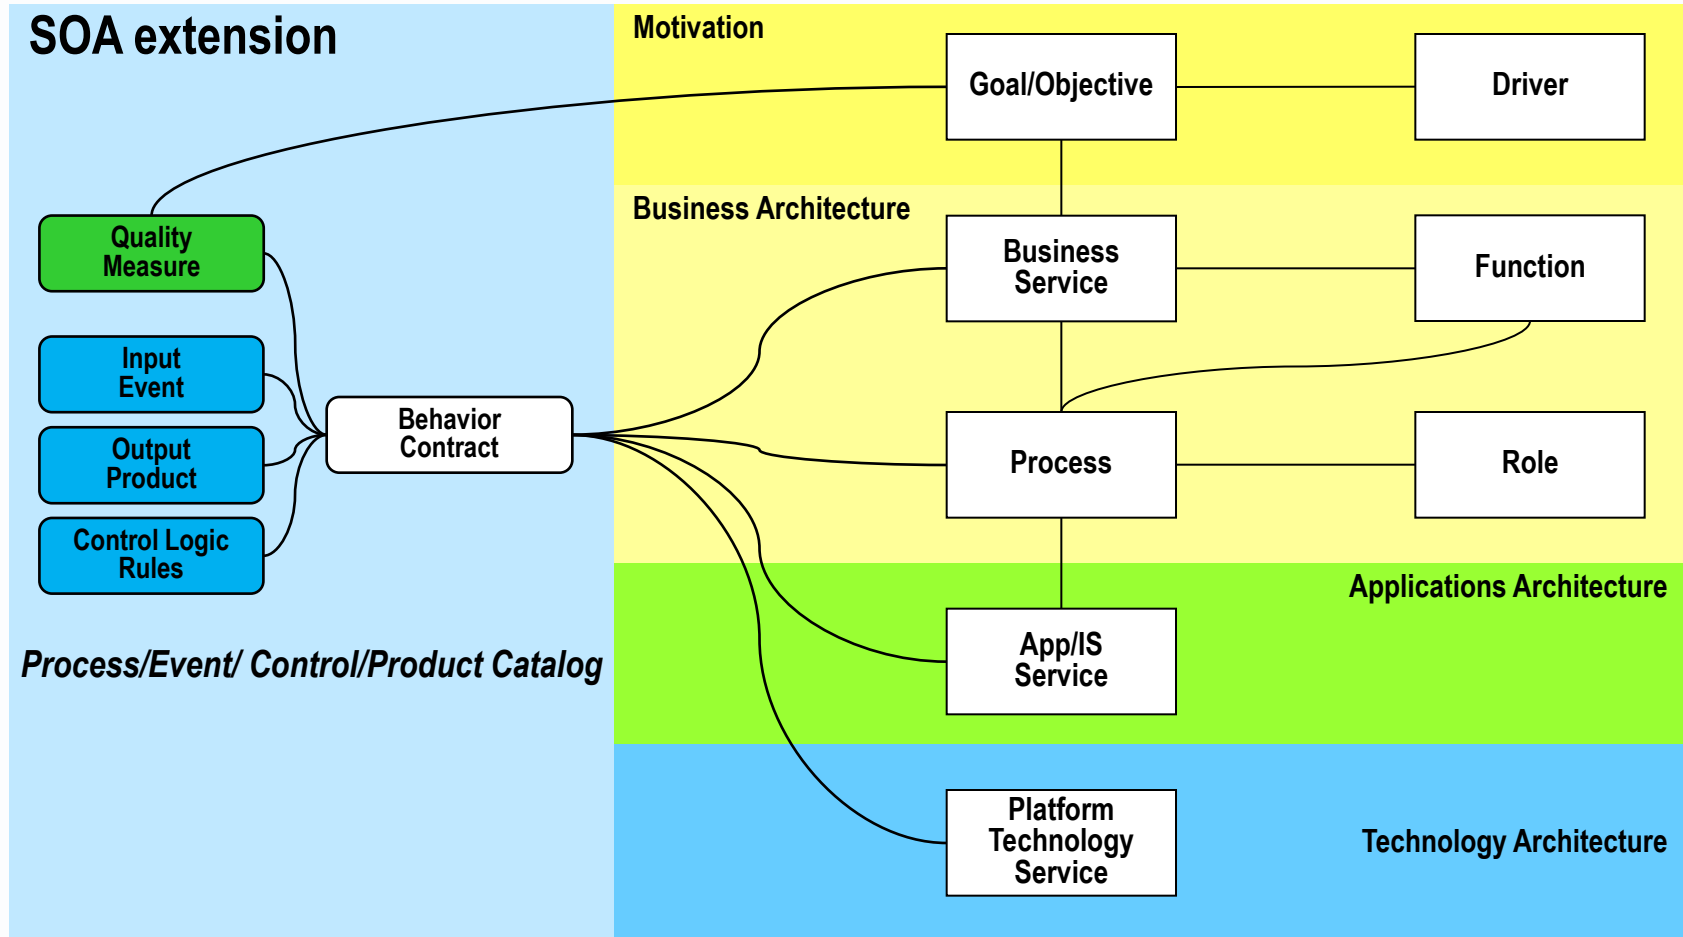 SOA extension
Motivation
Goal/Objective
Driver
Quality
Measure
Business Architecture
Business
Service
Function
Input
Event
Behavior
Contract
Output
Product
Process
Role
Control Logic
Rules
Applications Architecture
Process/Event/ Control/Product Catalog
App/IS
Service
Platform
Technology
Service
Technology Architecture